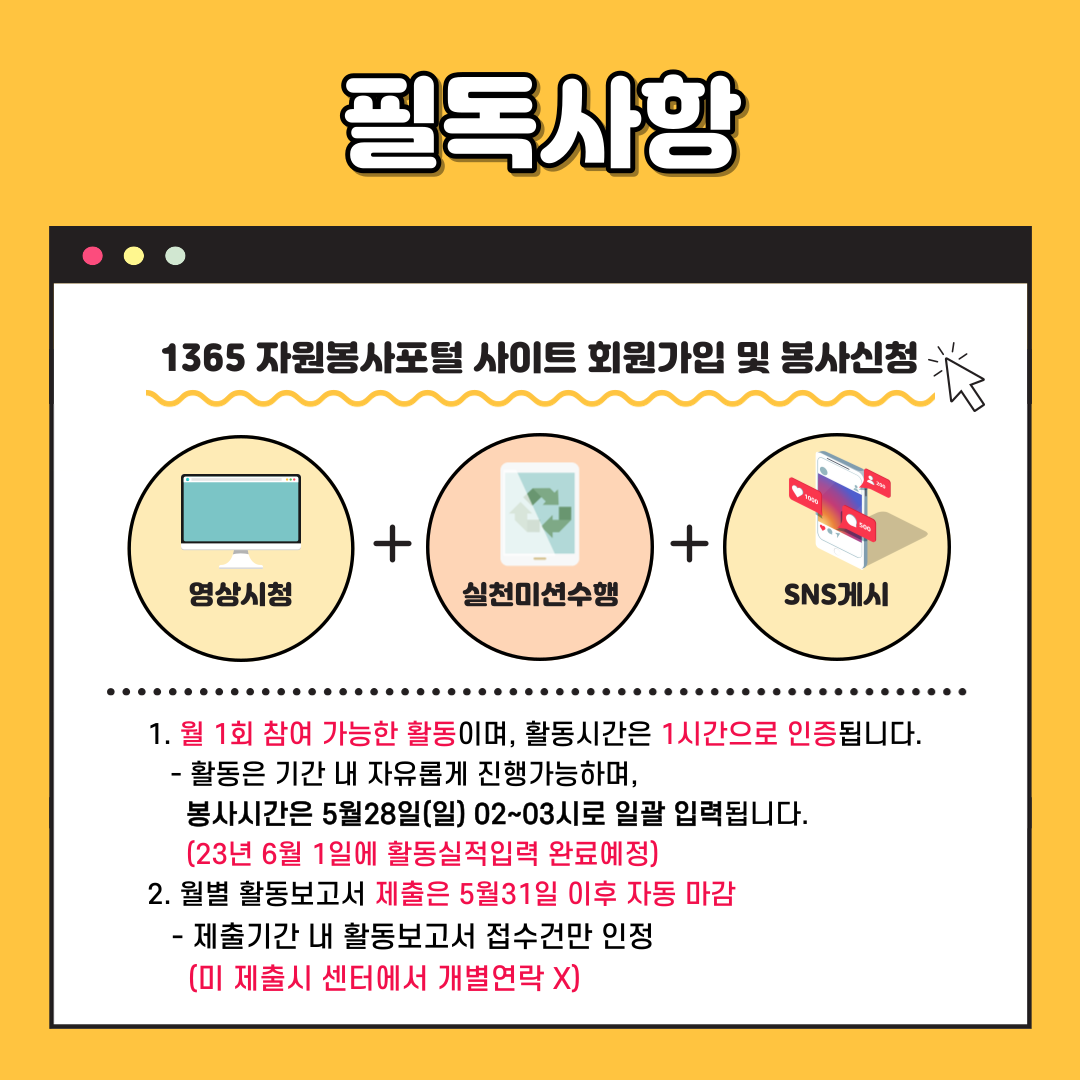 필독사항
1365 자원봉사포털 사이트 회원가입 및 봉사신청
200
1000
500
영상시청 + 실천미션수행 + SNS게시
1. 월 1회 참여 가능한 활동이며, 활동시간은 1시간으로 인증됩니다.
- 활동은 기간 내 자유롭게 진행가능하며,
봉사시간은 5월28일(일) 02~03시로 일괄 입력됩니다.
(23년 6월 1일에 활동실적입력 완료예정)
2. 월별 활동보고서 제출은 5월31일 이후 자동 마감
- 제출기간 내 활동보고서 접수건만 인정
(미 제출시 센터에서 개별연락 X)